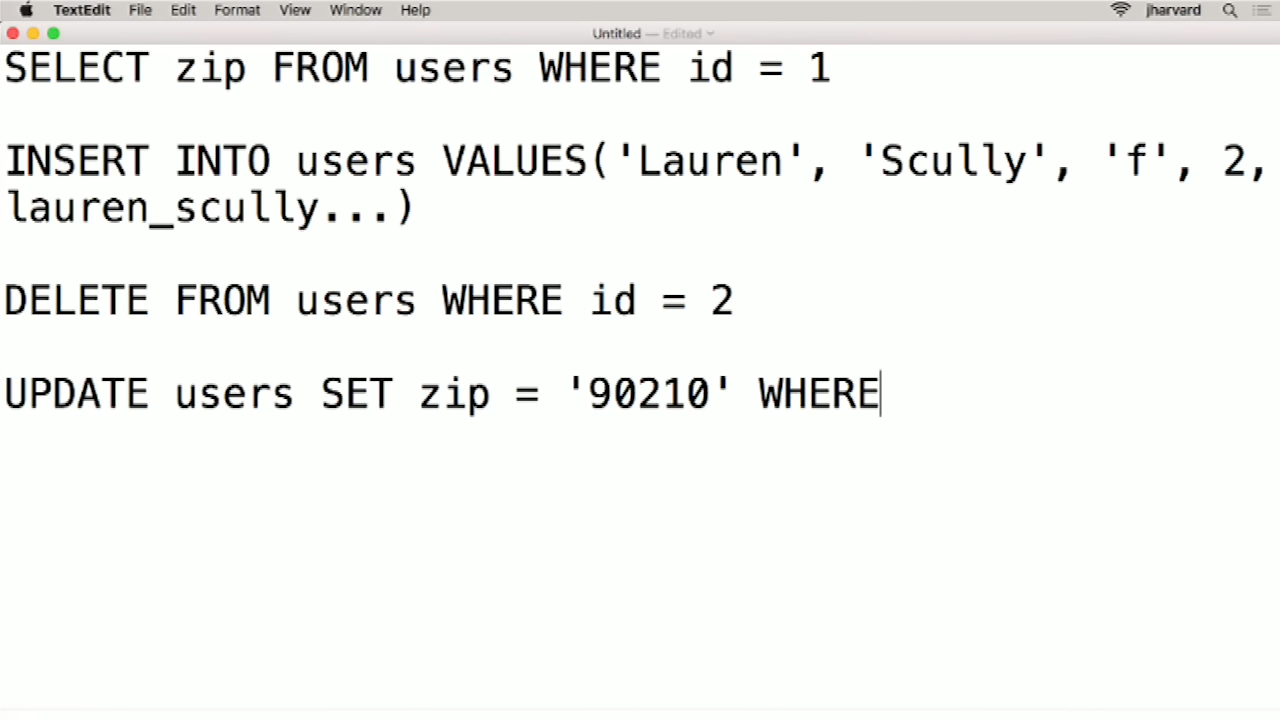 TextEdit File Edit Format View Window Help jharvard
Untitled — Edited
SELECT zip FROM users WHERE id = 1
INSERT INTO users VALUES('Lauren', 'Scully', 'f', 2,
lauren_scully...)
DELETE FROM users WHERE id = 2
UPDATE users SET zip = '90210' WHERE